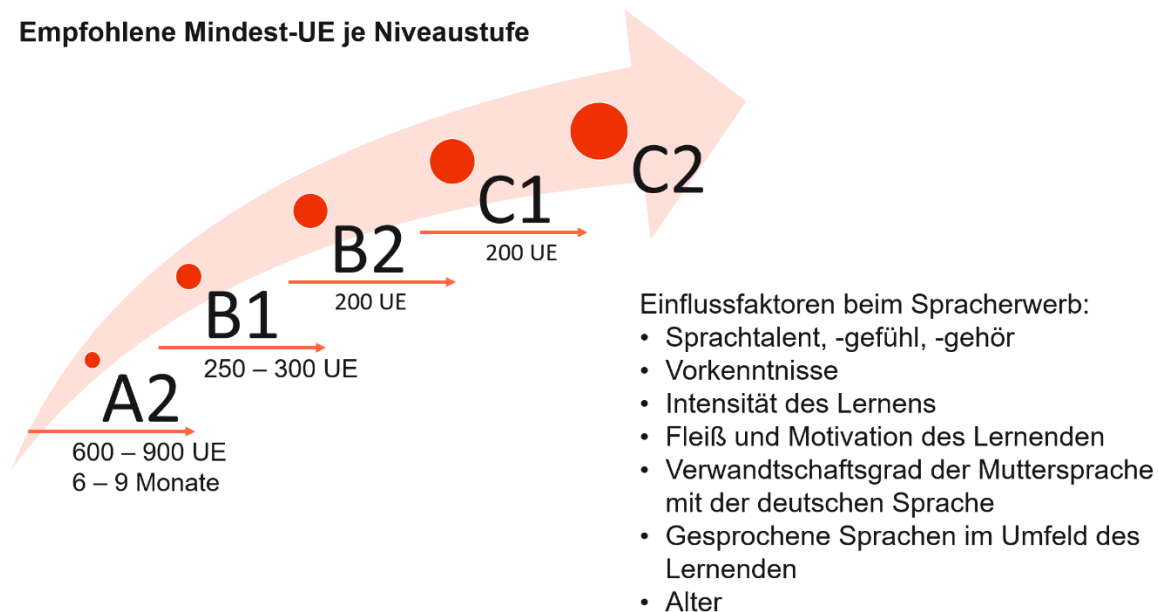 Empfohlene Mindest-UE je Niveaustufe
C2
C1
200 UE
B2
200 UE
B1
250 – 300 UE
A2
600 – 900 UE
6 – 9 Monate
Einflussfaktoren beim Spracherwerb:
• Sprachtalent, -gefühl, -gehör
• Vorkenntnisse
• Intensität des Lernens
• Fleiß und Motivation des Lernenden
• Verwandtschaftsgrad der Muttersprache
mit der deutschen Sprache
• Gesprochene Sprachen im Umfeld des
Lernenden
• Alter